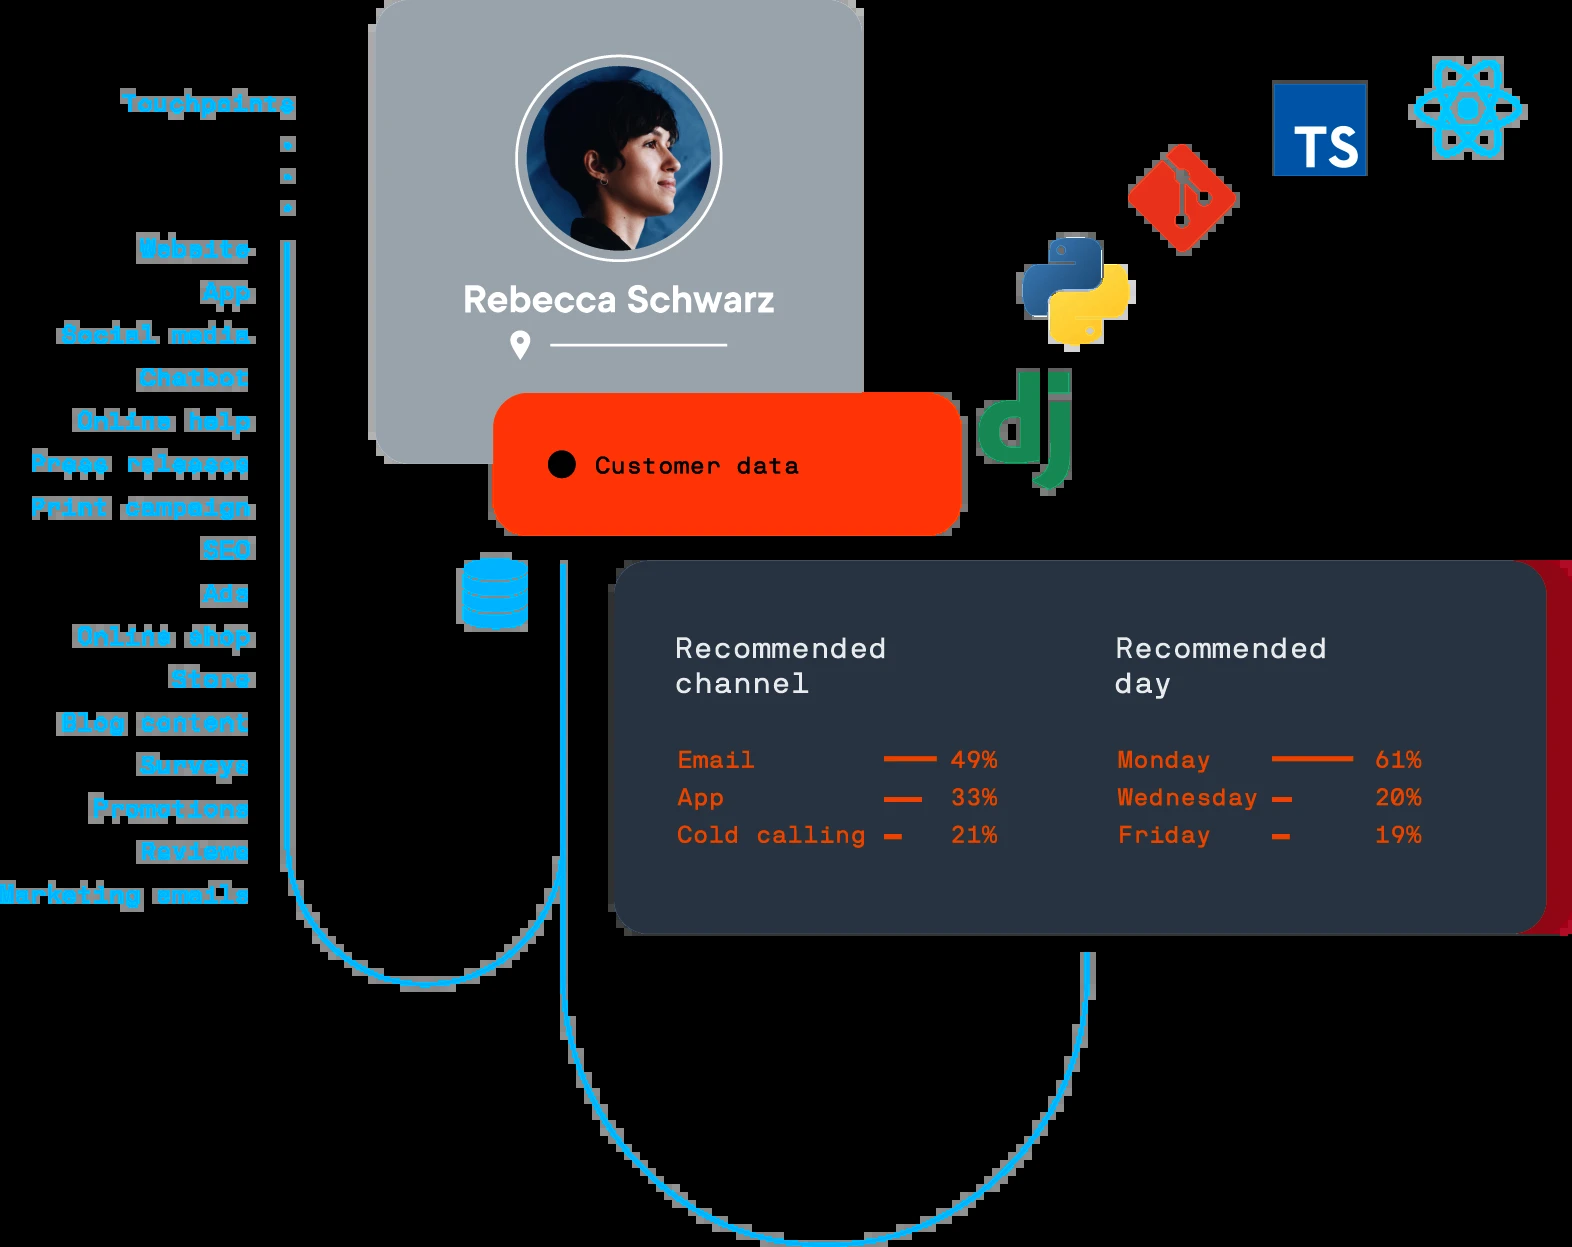 Touchpoints
Website
App
Social media
Chatbot
Online help
Press releases
Print campaign
SEO
Ads
Online shop
Store
Blog content
Surveys
Promotions
Reviews
Marketing emails
Rebecca Schwarz
Customer data
TS
dj
Recommended
channel
Email 49%
App 33%
Cold calling 21%
Recommended
day
Monday 61%
Wednesday 20%
Friday 19%